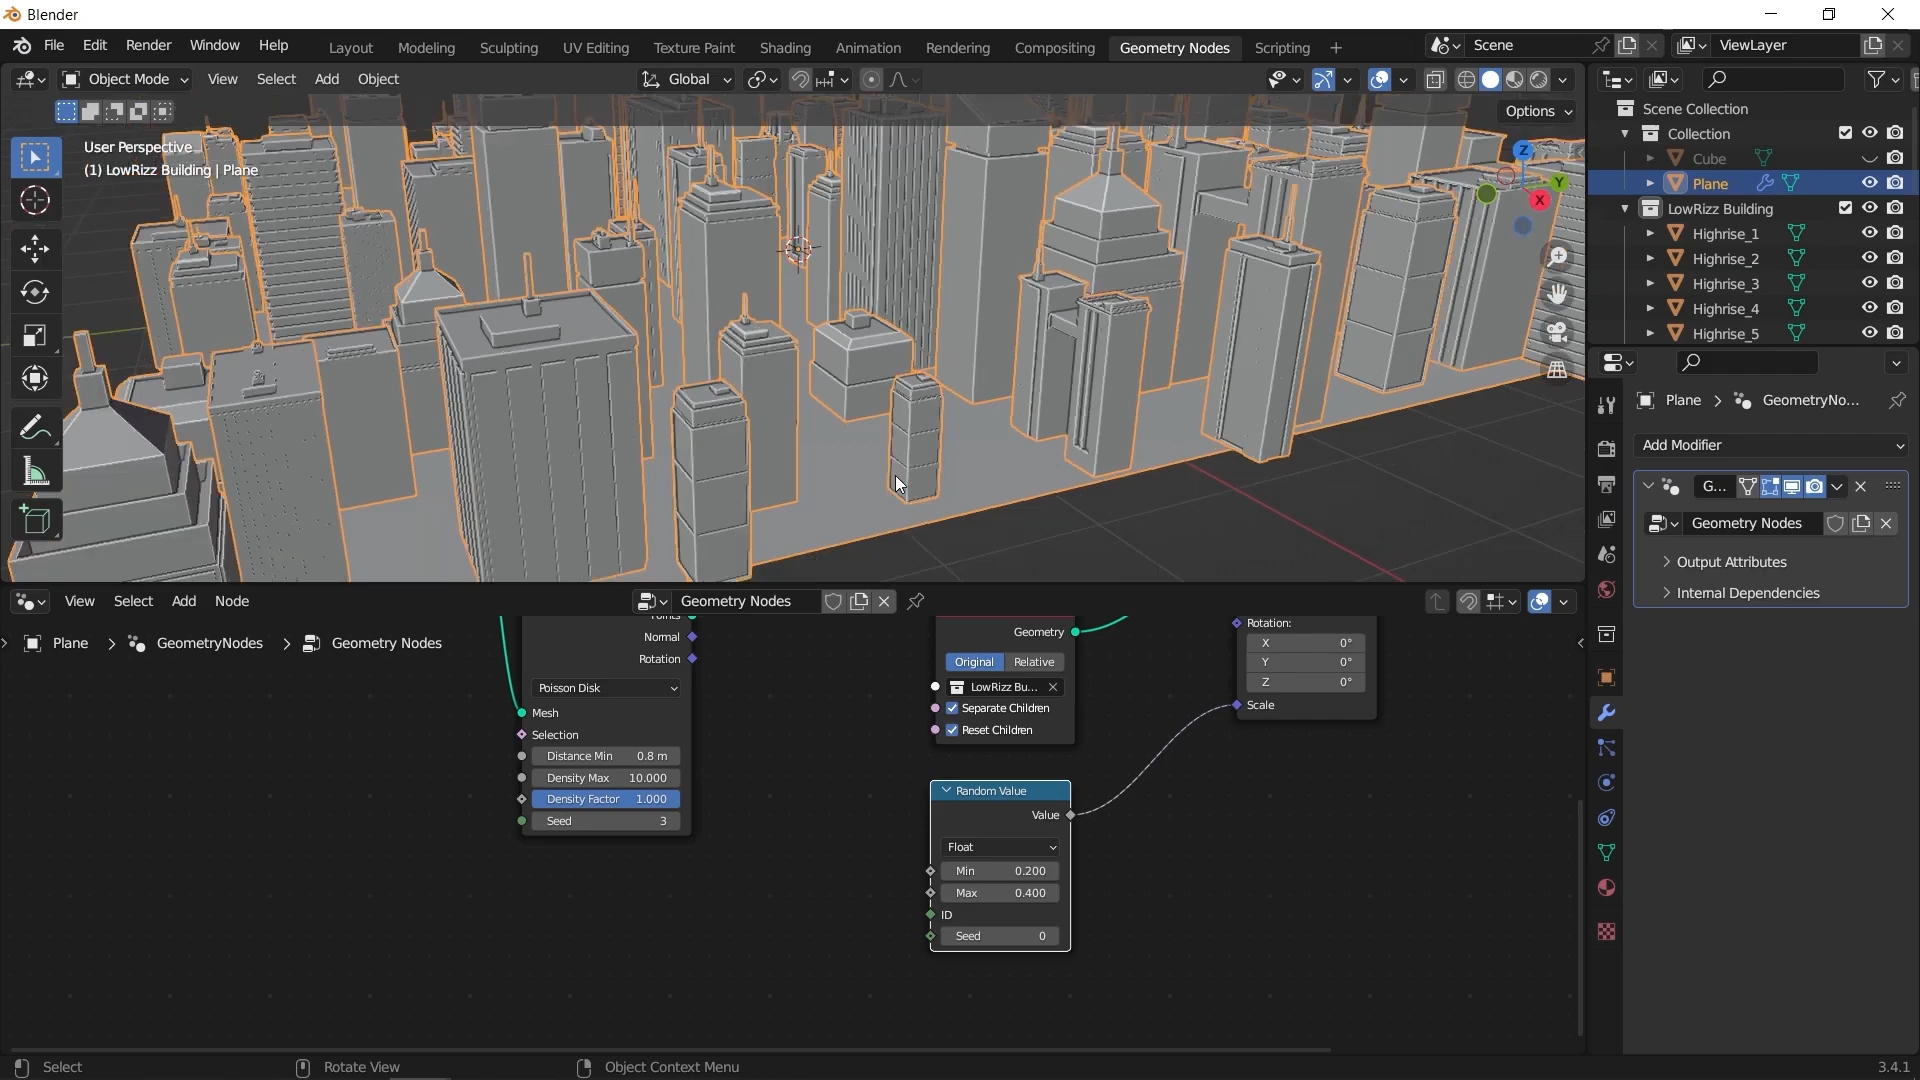 Blender
File Edit Render Window Help
Layout Modeling Sculpting UV Editing Texture Paint Shading Animation Rendering Compositing Geometry Nodes Scripting
Scene
ViewLayer
Object Mode View Select Add Object
Global
Options
User Perspective
(1) LowRizz Building | Plane
Z
Y
X
Scene Collection
Collection
Cube
Plane
LowRizz Building
Highrise_1
Highrise_2
Highrise_3
Highrise_4
Highrise_5
Plane > GeometryNo...
Add Modifier
G...
Geometry Nodes
Output Attributes
Internal Dependencies
View Select Add Node
Geometry Nodes
Plane > GeometryNodes > Geometry Nodes
Normal
Rotation
Poisson Disk
Mesh
Selection
Distance Min 0.8 m
Density Max 10.000
Density Factor 1.000
Seed 3
Geometry
Original Relative
LowRizz Bu...
Separate Children
Reset Children
Random Value
Value
Float
Min 0.200
Max 0.400
ID
Seed 0
Rotation:
X 0°
Y 0°
Z 0°
Scale
Select
Rotate View
Object Context Menu
3.4.1